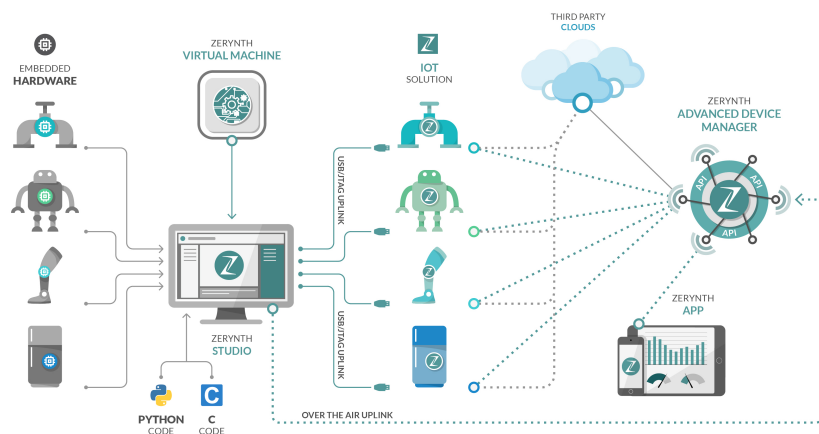 EMBEDDED
HARDWARE
ZERYNTH
VIRTUAL MACHINE
IOT
SOLUTION
THIRD PARTY
CLOUDS
ZERYNTH
ADVANCED DEVICE
MANAGER
API
API
API
USB/JTAG UPLINK
USB/JTAG UPLINK
ZERYNTH
STUDIO
ZERYNTH
APP
PYTHON
CODE
C
C
CODE
OVER THE AIR UPLINK